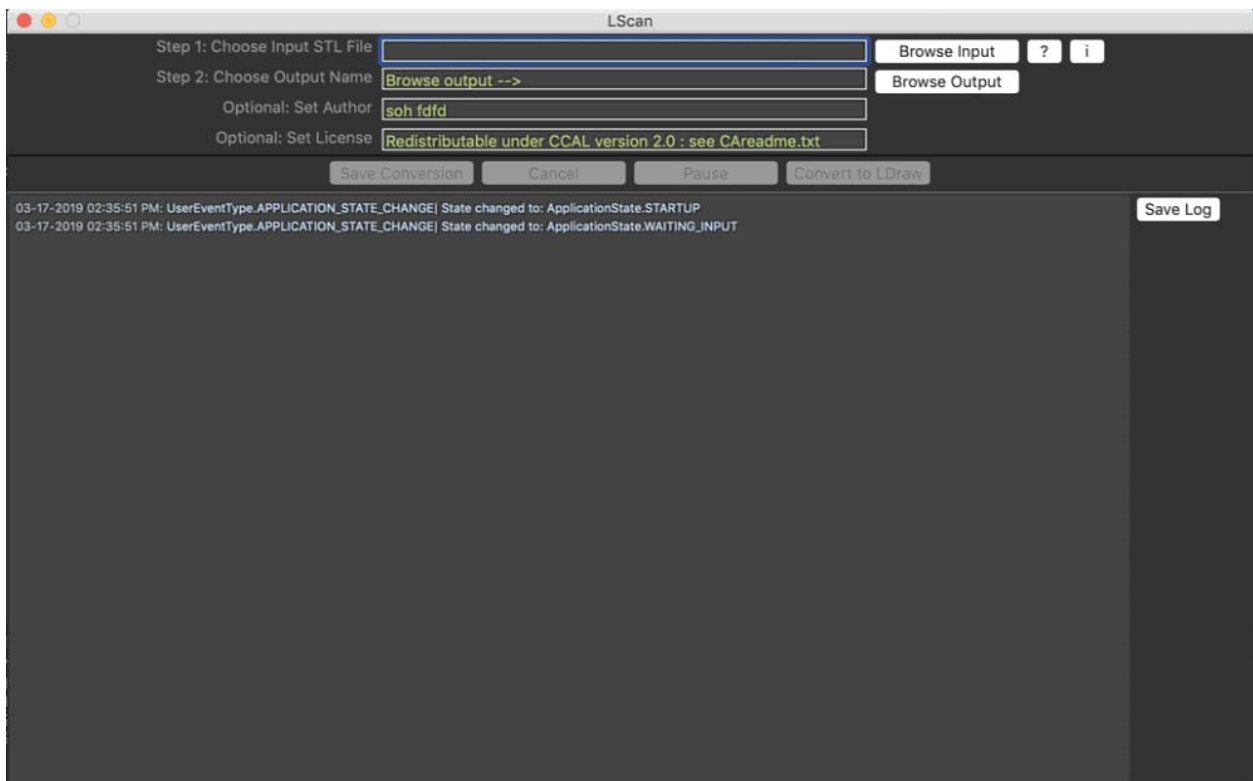 LScan
Step 1: Choose Input STL File Browse Input ? i
Step 2: Choose Output Name Browse output --> Browse Output
Optional: Set Author soh fdfd
Optional: Set License Redistributable under CCAL version 2.0 : see CAreadme.txt
Save Conversion Cancel Pause Convert to LDraw
03-17-2019 02:35:51 PM: UserEventType.APPLICATION_STATE_CHANGE| State changed to: ApplicationState.STARTUP Save Log
03-17-2019 02:35:51 PM: UserEventType.APPLICATION_STATE_CHANGE| State changed to: ApplicationState.WAITING_INPUT